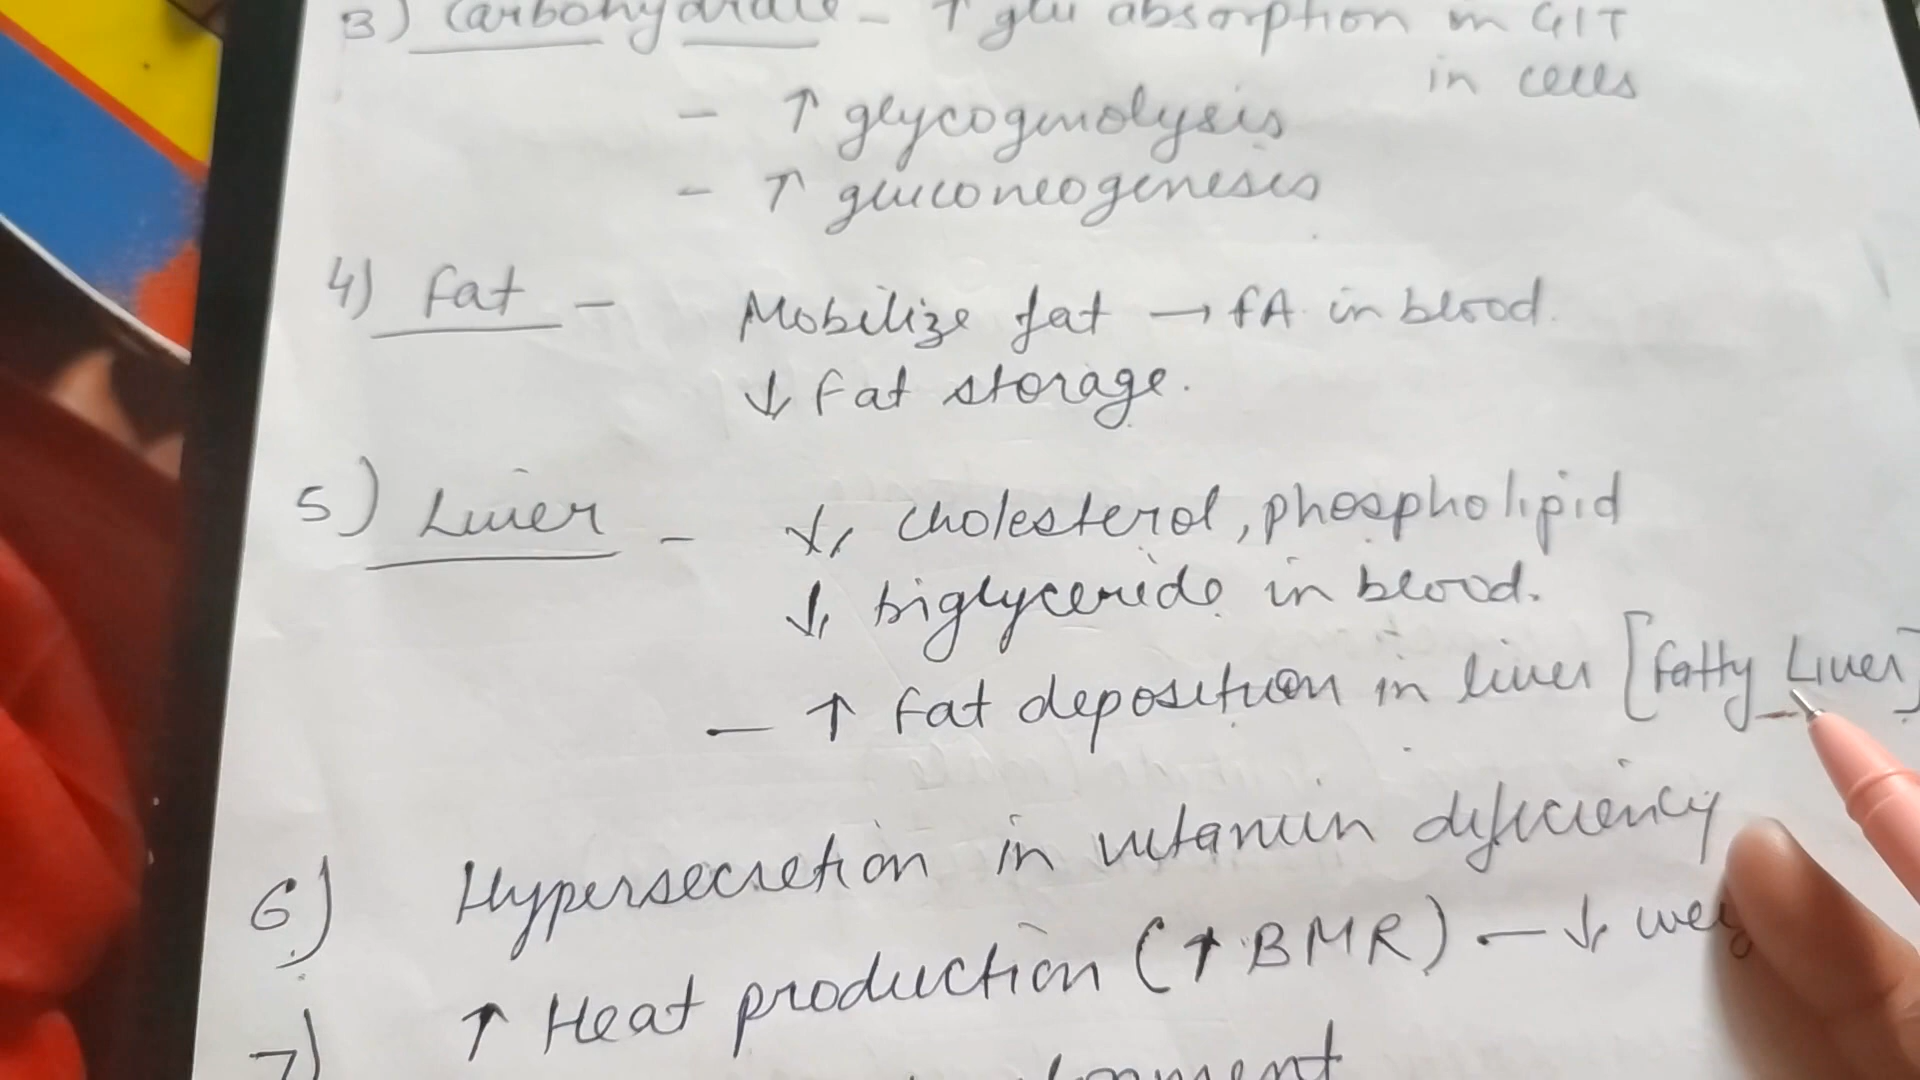 3) Carbohydrate - ↑ glu absorption in GIT
in cells
- ↑ glycogenolysis
- ↑ gluconeogenesis
4) Fat - Mobilize fat → FA in blood.
↓ Fat storage.
5) Liver - ↓ cholesterol, phospholipid
↓ triglyceride in blood.
- ↑ Fat deposition in liver [Fatty Liver]
6) Hypersecretion in vitamin deficiency
7) ↑ Heat production (↑ BMR) - ↓